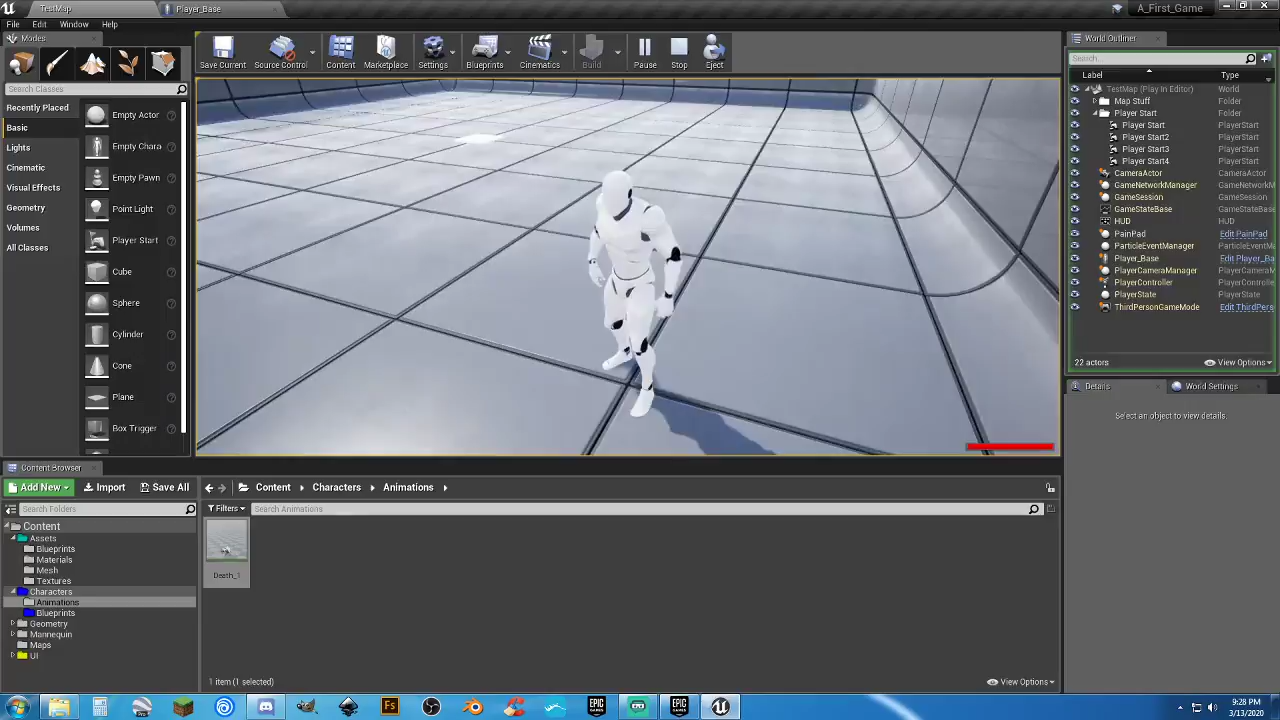 TestMap
Player_Base
A_First_Game
File Edit Window Help
Modes
Search Classes
Recently Placed
Basic
Lights
Cinematic
Visual Effects
Geometry
Volumes
All Classes
Empty Actor
Empty Chara
Empty Pawn
Point Light
Player Start
Cube
Sphere
Cylinder
Cone
Plane
Box Trigger
Save Current
Source Control
Content
Marketplace
Settings
Blueprints
Cinematics
Build
Pause
Stop
Eject
World Outliner
Search...
Label Type
TestMap (Play In Editor) World
Map Stuff Folder
Player Start Folder
Player Start PlayerStart
Player Start2 PlayerStart
Player Start3 PlayerStart
Player Start4 PlayerStart
CameraActor CameraActor
GameNetworkManager GameNetworkM
GameSession GameSession
GameStateBase GameStateBase
HUD HUD
PainPad Edit PainPad
ParticleEventManager ParticleEventM
Player_Base Edit Player_Ba
PlayerCameraManager PlayerCameraM
PlayerController PlayerController
PlayerState PlayerState
ThirdPersonGameMode Edit ThirdPers
22 actors View Options
Details
World Settings
Select an object to view details.
Content Browser
Add New Import Save All
Content Characters Animations
Search Folders
Filters Search Animations
Content
Assets
Blueprints
Materials
Mesh
Textures
Characters
Animations
Blueprints
Geometry
Mannequin
Maps
UI
Death_1
1 item (1 selected)
View Options
Pro
Fs
EPIC GAMES
EPIC GAMES
9:28 PM
3/13/2020